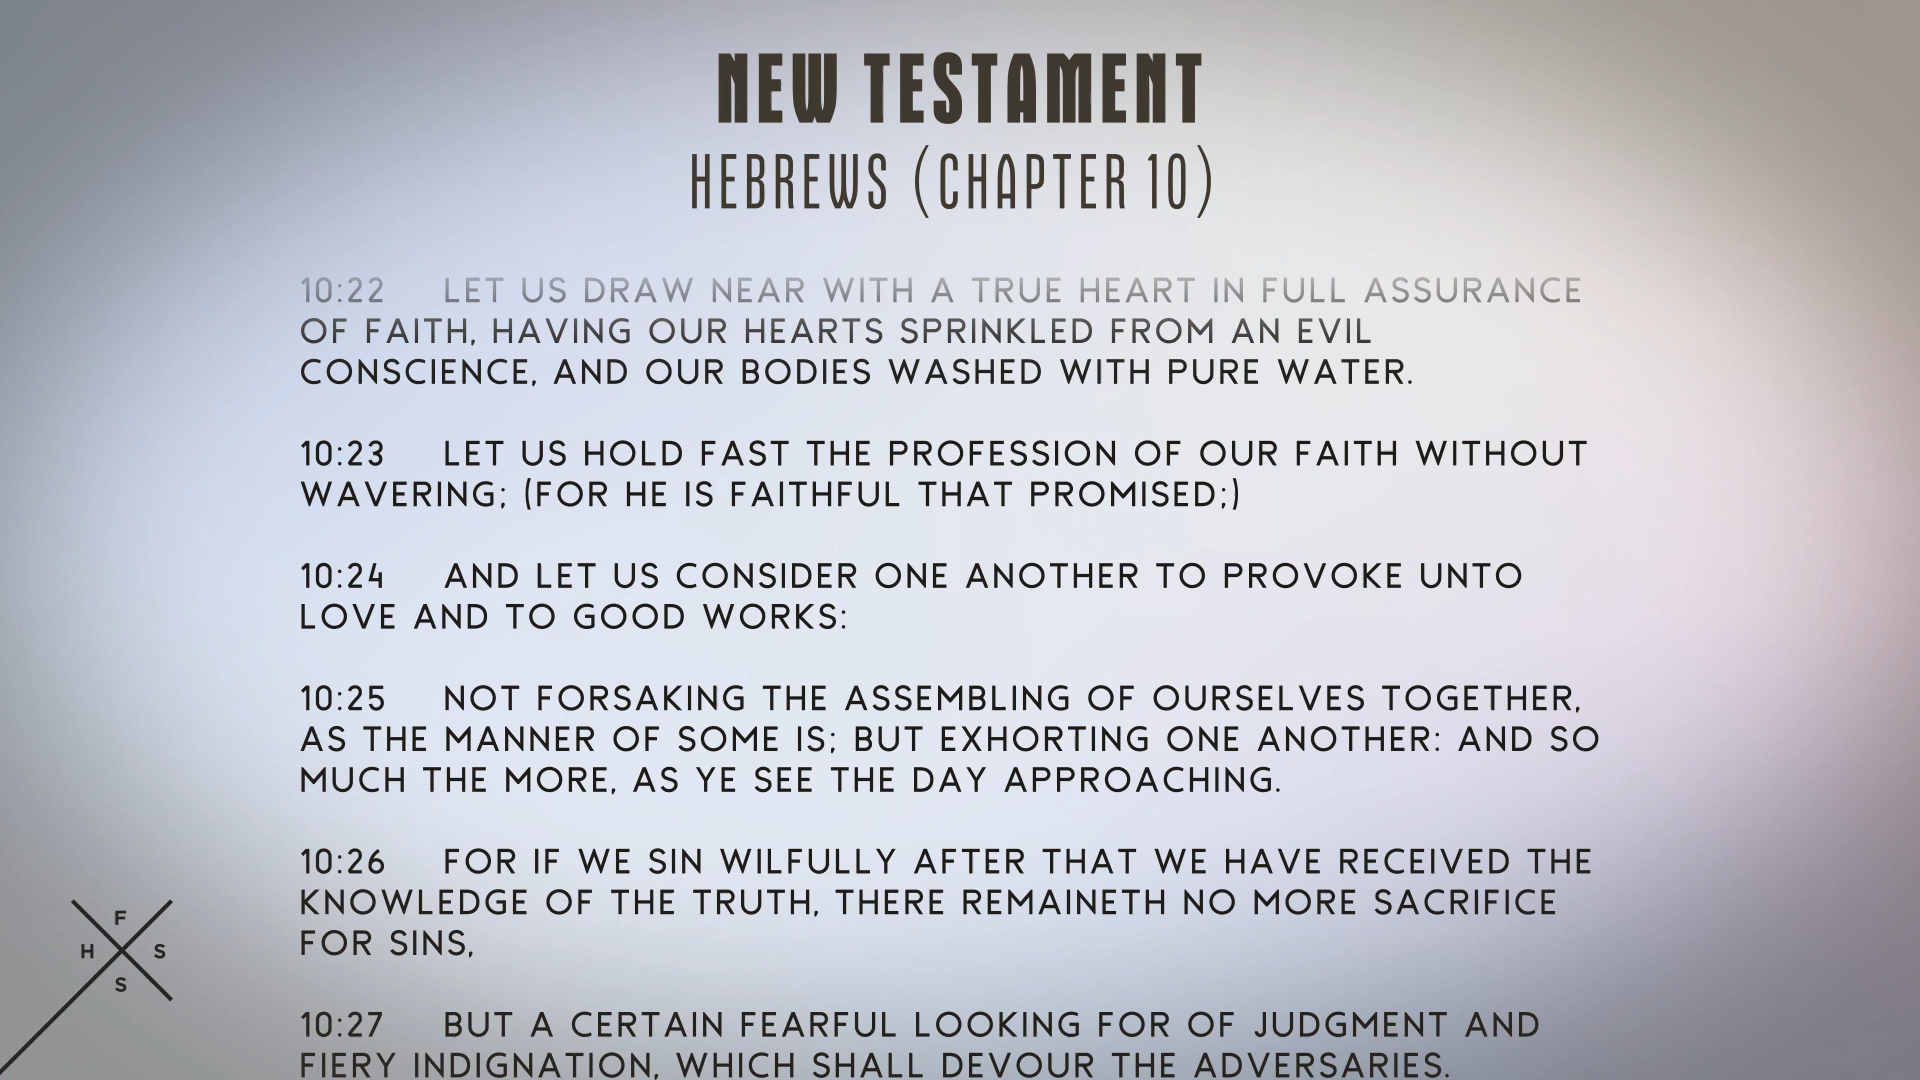 NEW TESTAMENT
HEBREWS (CHAPTER 10)
10:22 LET US DRAW NEAR WITH A TRUE HEART IN FULL ASSURANCE
OF FAITH, HAVING OUR HEARTS SPRINKLED FROM AN EVIL
CONSCIENCE, AND OUR BODIES WASHED WITH PURE WATER.
10:23 LET US HOLD FAST THE PROFESSION OF OUR FAITH WITHOUT
WAVERING; (FOR HE IS FAITHFUL THAT PROMISED;)
10:24 AND LET US CONSIDER ONE ANOTHER TO PROVOKE UNTO
LOVE AND TO GOOD WORKS:
10:25 NOT FORSAKING THE ASSEMBLING OF OURSELVES TOGETHER,
AS THE MANNER OF SOME IS; BUT EXHORTING ONE ANOTHER: AND SO
MUCH THE MORE, AS YE SEE THE DAY APPROACHING.
10:26 FOR IF WE SIN WILFULLY AFTER THAT WE HAVE RECEIVED THE
KNOWLEDGE OF THE TRUTH, THERE REMAINETH NO MORE SACRIFICE
FOR SINS,
10:27 BUT A CERTAIN FEARFUL LOOKING FOR OF JUDGMENT AND
FIERY INDIGNATION, WHICH SHALL DEVOUR THE ADVERSARIES.
F
H S
S